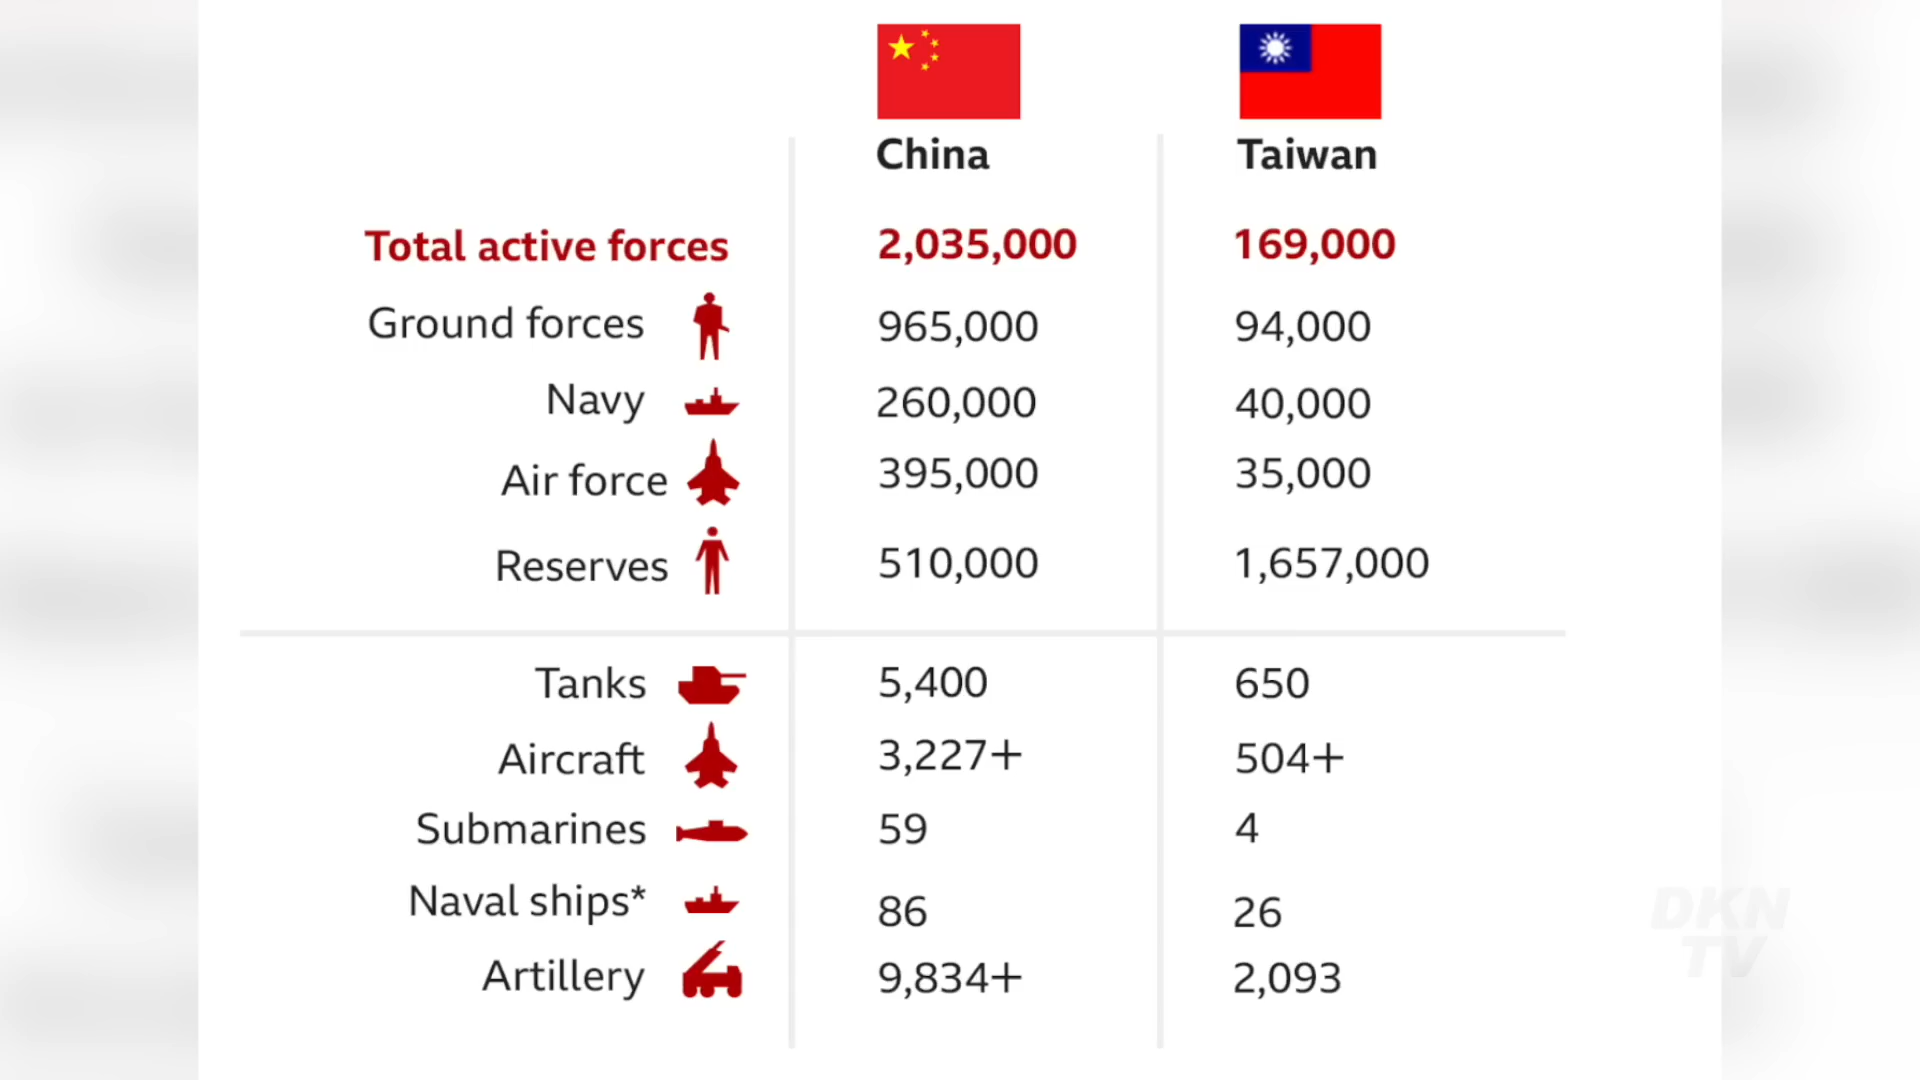 China Taiwan
Total active forces 2,035,000 169,000
Ground forces 965,000 94,000
Navy 260,000 40,000
Air force 395,000 35,000
Reserves 510,000 1,657,000
Tanks 5,400 650
Aircraft 3,227+ 504+
Submarines 59 4
Naval ships* 86 26
Artillery 9,834+ 2,093
DKN
TV